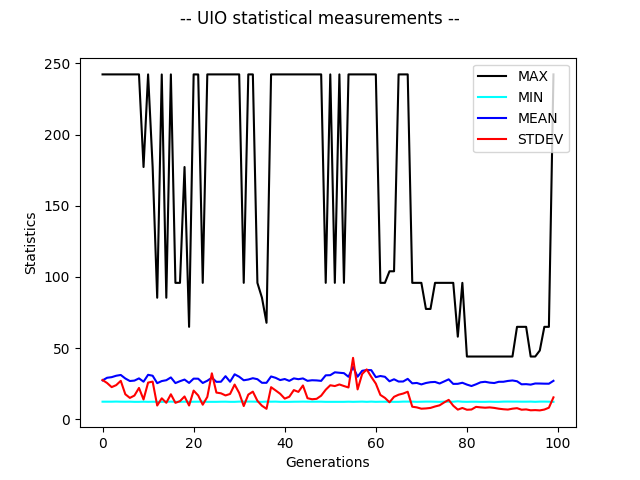 -- UIO statistical measurements --
250
200
150
100
50
0
Statistics
MAX
MIN
MEAN
STDEV
0 20 40 60 80 100
Generations